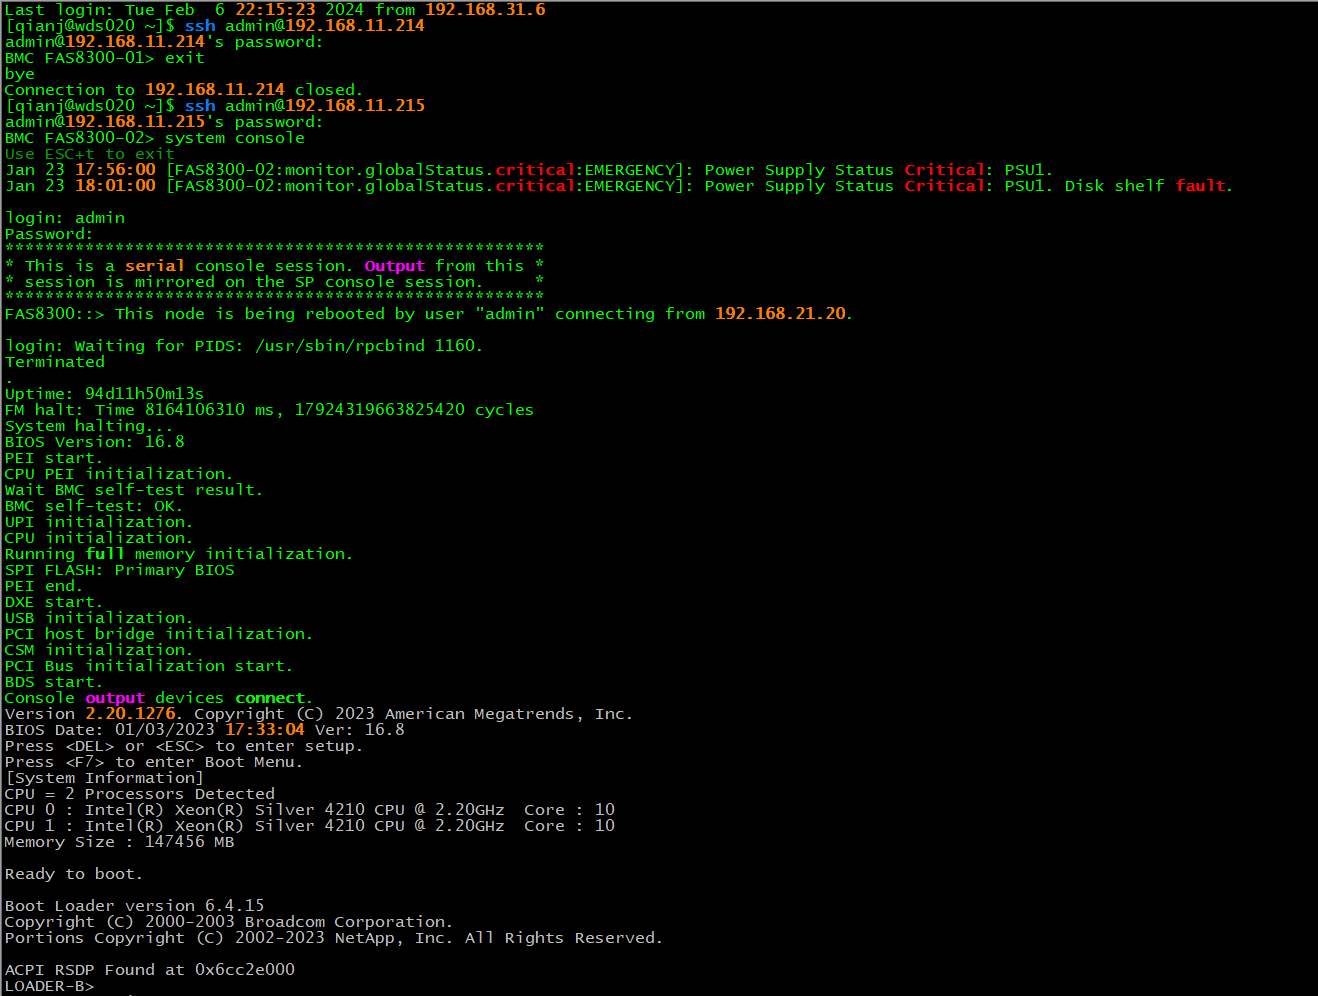 Last login: Tue Feb  6 22:15:23 2024 from 192.168.31.6
[qianj@wds020 ~]$ ssh admin@192.168.11.214
admin@192.168.11.214's password:
BMC FAS8300-01> exit
bye
Connection to 192.168.11.214 closed.
[qianj@wds020 ~]$ ssh admin@192.168.11.215
admin@192.168.11.215's password:
BMC FAS8300-02> system console
Use ESC+t to exit
Jan 23 17:56:00 [FAS8300-02:monitor.globalStatus.critical:EMERGENCY]: Power Supply Status Critical: PSU1.
Jan 23 18:01:00 [FAS8300-02:monitor.globalStatus.critical:EMERGENCY]: Power Supply Status Critical: PSU1. Disk shelf fault.
login: admin
Password:
******************************************************
* This is a serial console session. Output from this *
* session is mirrored on the SP console session.     *
******************************************************
FAS8300::> This node is being rebooted by user "admin" connecting from 192.168.21.20.
login: Waiting for PIDS: /usr/sbin/rpcbind 1160.
Terminated
.
Uptime: 94d11h50m13s
FM halt: Time 8164106310 ms, 17924319663825420 cycles
System halting...
BIOS Version: 16.8
PEI start.
CPU PEI initialization.
Wait BMC self-test result.
BMC self-test: OK.
UPI initialization.
CPU initialization.
Running full memory initialization.
SPI FLASH: Primary BIOS
PEI end.
DXE start.
USB initialization.
PCI host bridge initialization.
CSM initialization.
PCI Bus initialization start.
BDS start.
Console output devices connect.
Version 2.20.1276. Copyright (C) 2023 American Megatrends, Inc.
BIOS Date: 01/03/2023 17:33:04 Ver: 16.8
Press <DEL> or <ESC> to enter setup.
Press <F7> to enter Boot Menu.
[System Information]
CPU = 2 Processors Detected
CPU 0 : Intel(R) Xeon(R) Silver 4210 CPU @ 2.20GHz  Core : 10
CPU 1 : Intel(R) Xeon(R) Silver 4210 CPU @ 2.20GHz  Core : 10
Memory Size : 147456 MB
Ready to boot.
Boot Loader version 6.4.15
Copyright (C) 2000-2003 Broadcom Corporation.
Portions Copyright (C) 2002-2023 NetApp, Inc. All Rights Reserved.
ACPI RSDP Found at 0x6cc2e000
LOADER-B>